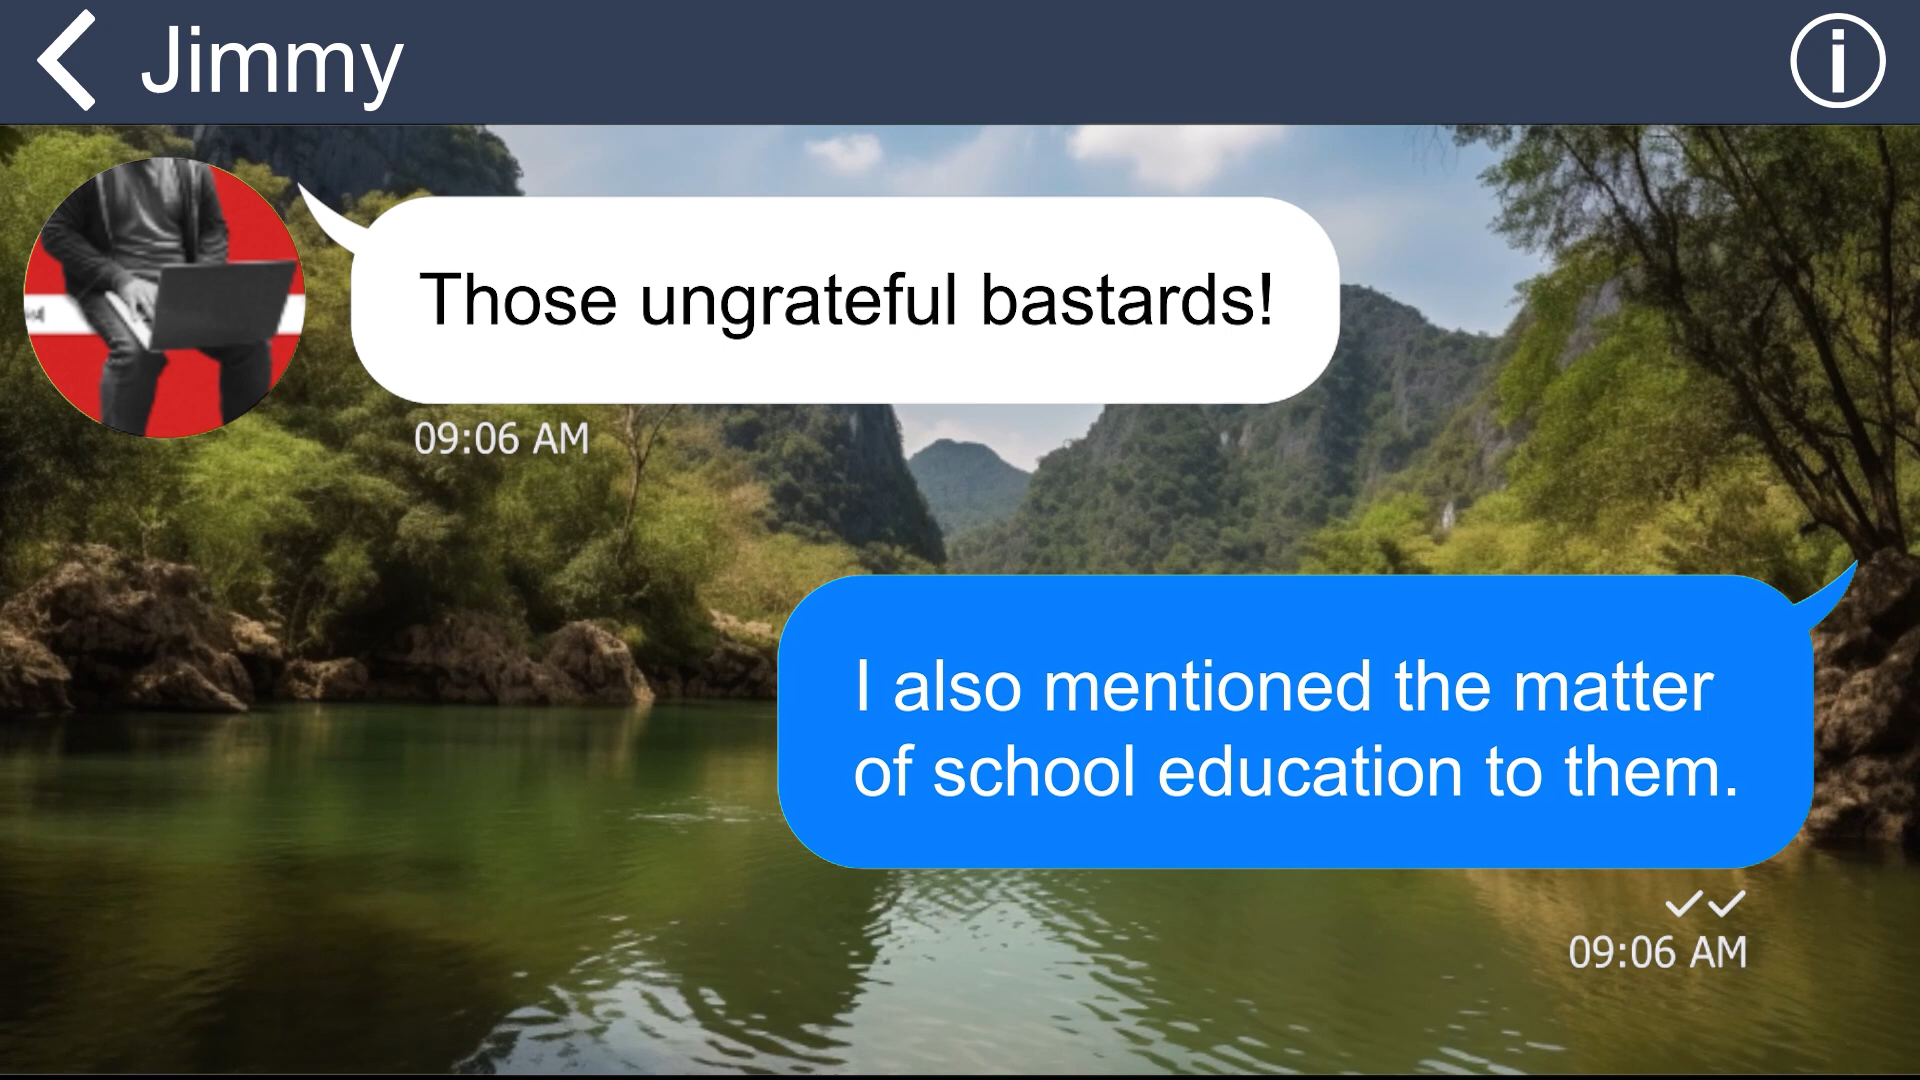 Jimmy
Those ungrateful bastards!
09:06 AM
I also mentioned the matter
of school education to them.
09:06 AM